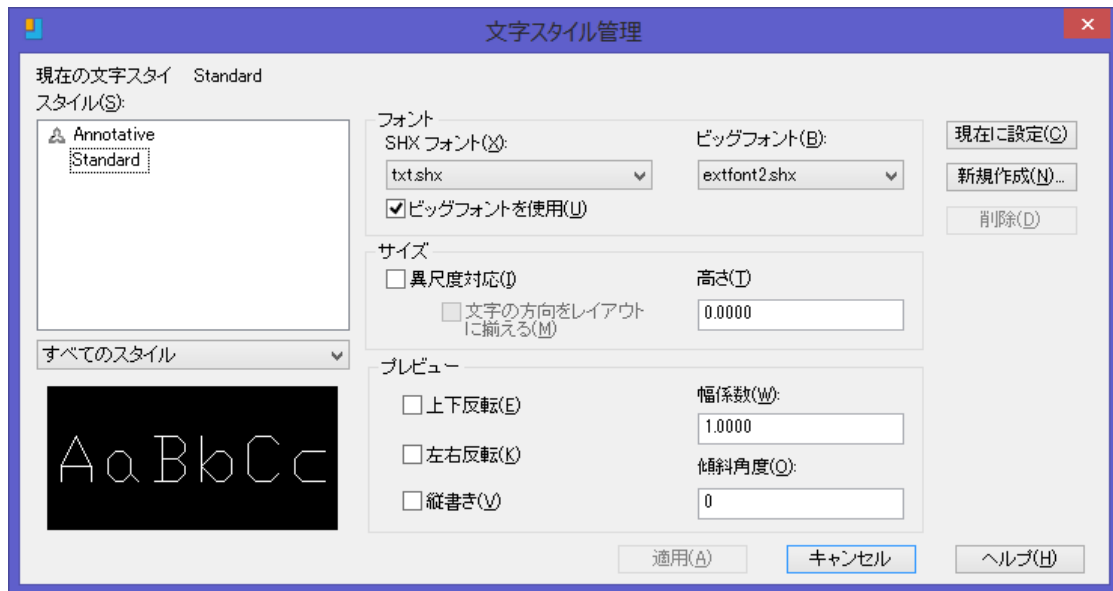 文字スタイル管理
現在の文字スタイ Standard
スタイル(S):
Annotative
Standard
すべてのスタイル
AaBbCc
フォント
SHX フォント(X):
txt.shx
ビッグフォント(B):
extfont2.shx
ビッグフォントを使用(U)
サイズ
異尺度対応(I)
文字の方向をレイアウト
に揃える(M)
高さ(T)
0.0000
プレビュー
上下反転(E)
左右反転(K)
縦書き(V)
幅係数(W):
1.0000
傾斜角度(O):
0
現在に設定(C)
新規作成(N)...
削除(D)
適用(A)
キャンセル
ヘルプ(H)